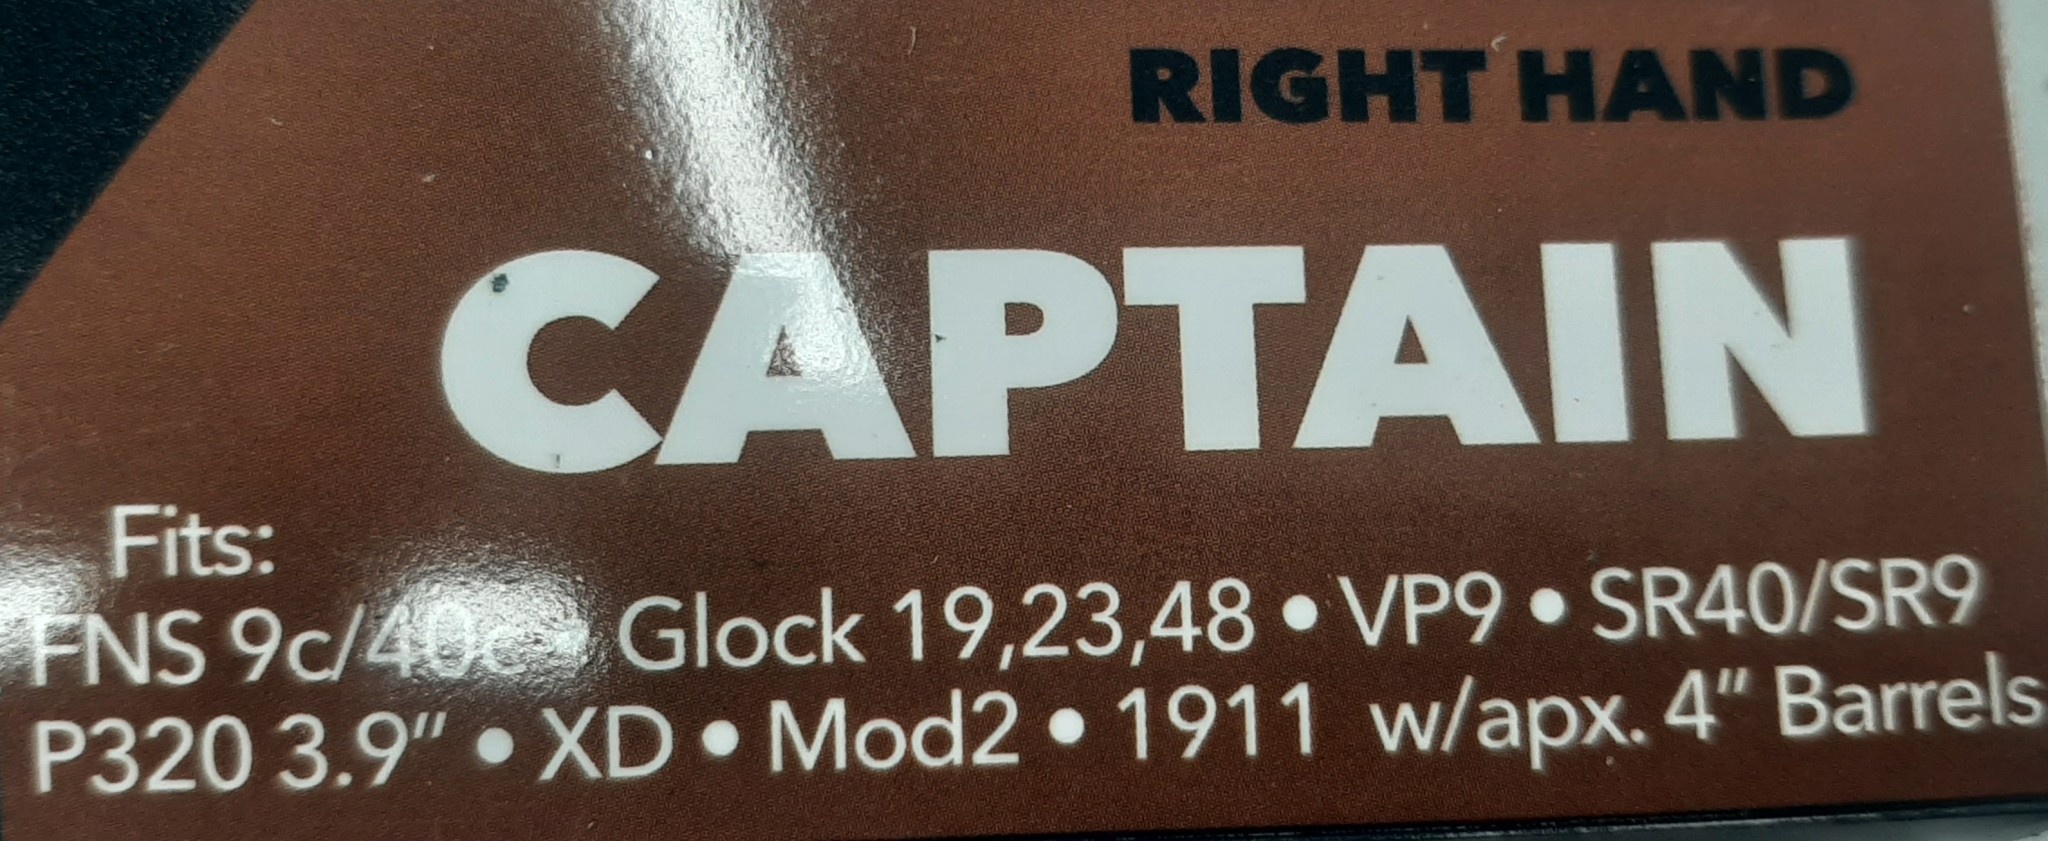 RIGHT HAND
CAPTAIN
Fits:
FNS 9c/40c • Glock 19,23,48 • VP9 • SR40/SR9
P320 3.9" • XD • Mod2 • 1911 w/apx. 4" Barrels